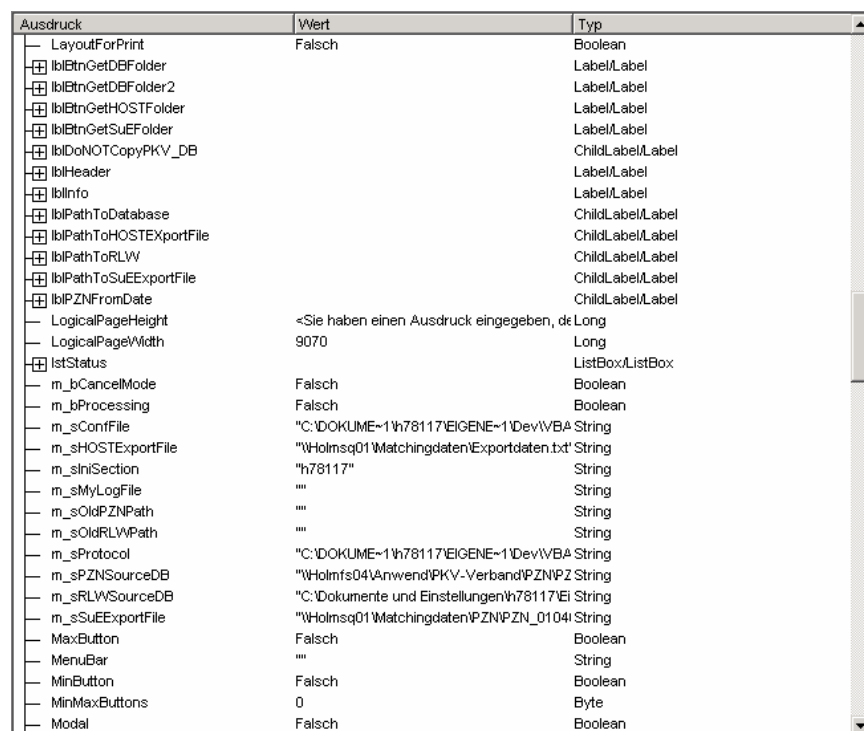 Ausdruck Wert Typ
LayoutForPrint Falsch Boolean
lblBtnGetDBFolder Label/Label
lblBtnGetDBFolder2 Label/Label
lblBtnGetHOSTFolder Label/Label
lblBtnGetSuEFolder Label/Label
lblDoNOTCopyPKV_DB ChildLabel/Label
lblHeader Label/Label
lblInfo Label/Label
lblPathToDatabase ChildLabel/Label
lblPathToHOSTEXportFile ChildLabel/Label
lblPathToRLW ChildLabel/Label
lblPathToSuEExportFile ChildLabel/Label
lblPZNFromDate ChildLabel/Label
LogicalPageHeight <Sie haben einen Ausdruck eingegeben, de Long
LogicalPageWidth 9070 Long
lstStatus ListBox/ListBox
m_bCancelMode Falsch Boolean
m_bProcessing Falsch Boolean
m_sConfFile "C:\DOKUME~1\h78117\EIGENE~1\Dev\VBA String
m_sHOSTExportFile "\\Holmsq01\Matchingdaten\Exportdaten.txt" String
m_sIniSection "h78117" String
m_sMyLogFile "" String
m_sOldPZNPath "" String
m_sOldRLWPath "" String
m_sProtocol "C:\DOKUME~1\h78117\EIGENE~1\Dev\VBA String
m_sPZNSourceDB "\\Holmfs04\Anwend\PKV-Verband\PZN\PZ String
m_sRLWSourceDB "C:\Dokumente und Einstellungen\h78117\Ei String
m_sSuEExportFile "\\Holmsq01\Matchingdaten\PZN\PZN_0104 String
MaxButton Falsch Boolean
MenuBar "" String
MinButton Falsch Boolean
MinMaxButtons 0 Byte
Modal Falsch Boolean